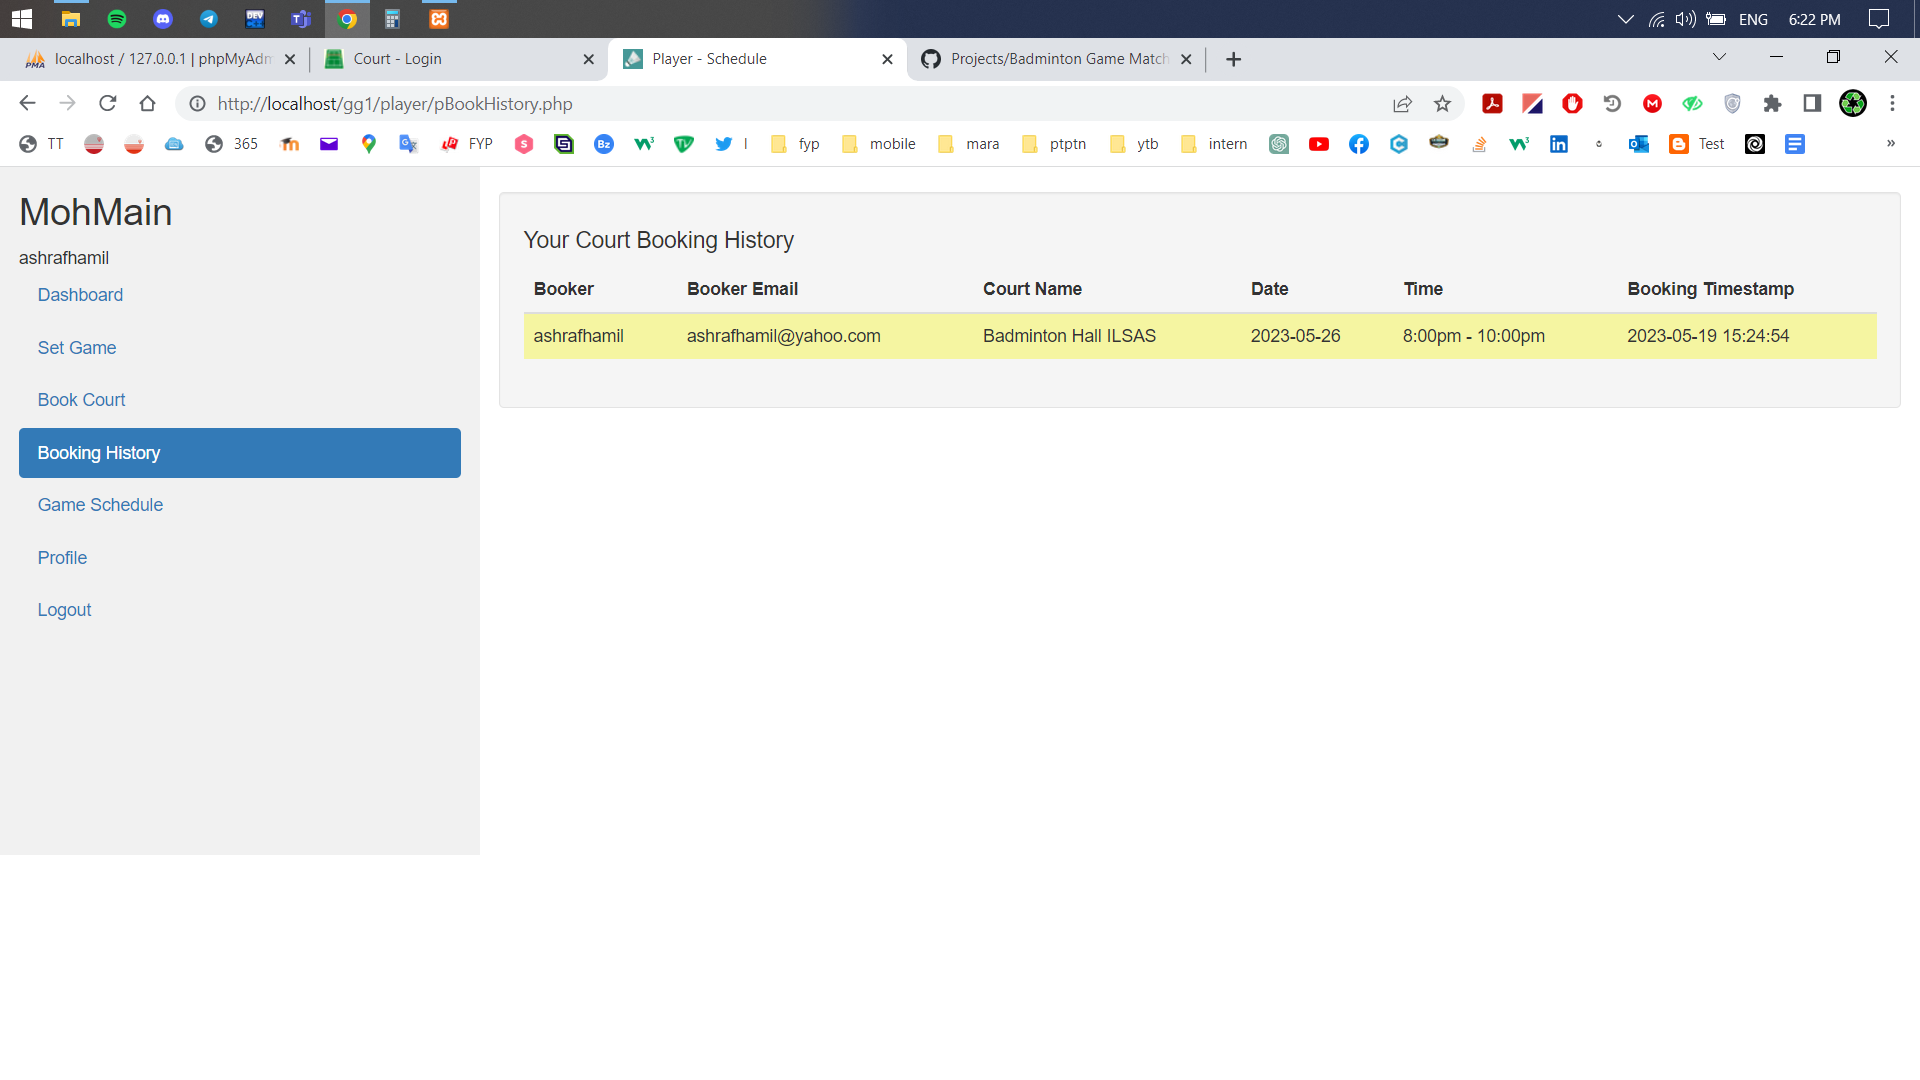 ENG 6:22 PM
localhost / 127.0.0.1 | phpMyAdm
Court - Login
Player - Schedule
Projects/Badminton Game Match
http://localhost/gg1/player/pBookHistory.php
TT 365 FYP fyp mobile mara ptptn ytb intern Test »
MohMain
ashrafhamil
Dashboard
Set Game
Book Court
Booking History
Game Schedule
Profile
Logout
Your Court Booking History
Booker Booker Email Court Name Date Time Booking Timestamp
ashrafhamil ashrafhamil@yahoo.com Badminton Hall ILSAS 2023-05-26 8:00pm - 10:00pm 2023-05-19 15:24:54